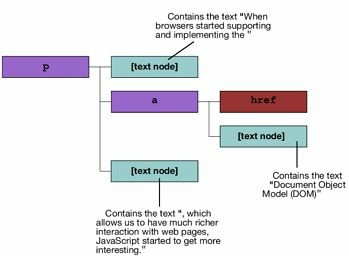 Contains the text "When
browsers started supporting
and implementing the "
p
[text node]
a
href
[text node]
Contains the text
"Document Object
Model (DOM)"
[text node]
Contains the text ", which
allows us to have much richer
interaction with web pages,
JavaScript started to get more
interesting."